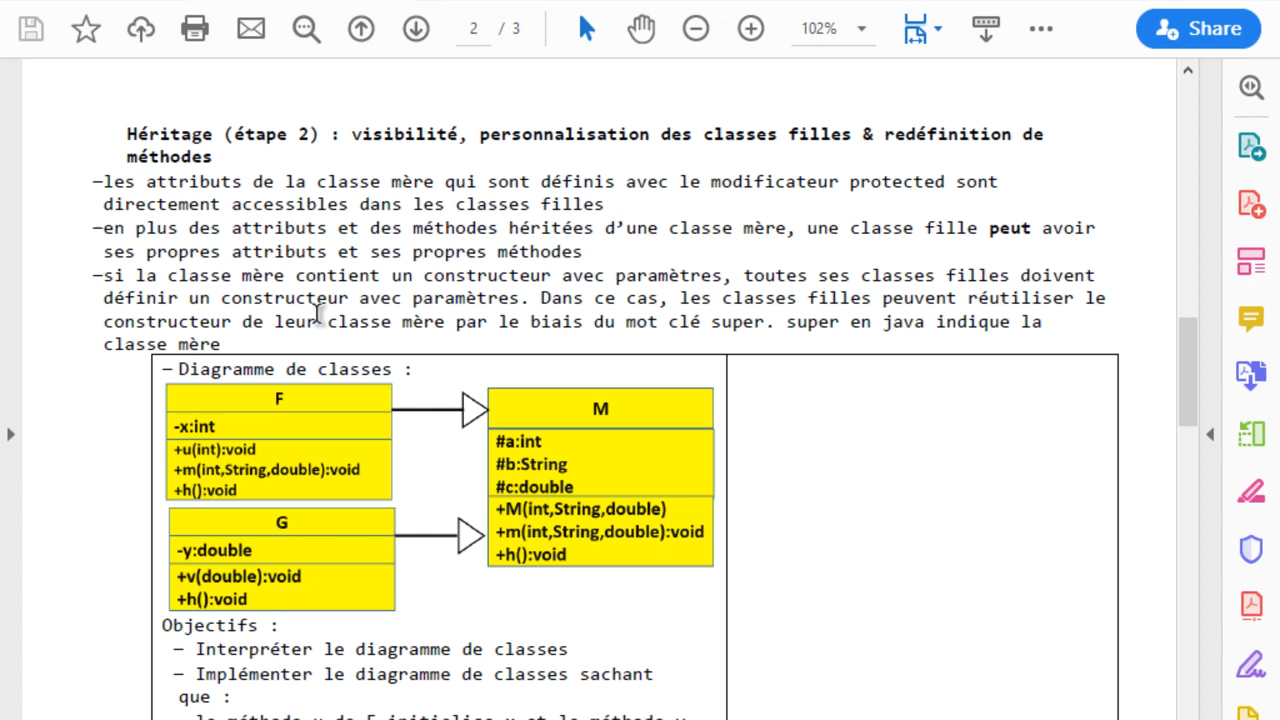 2 / 3
102%
Share
Héritage (étape 2) : visibilité, personnalisation des classes filles & redéfinition de
méthodes
–les attributs de la classe mère qui sont définis avec le modificateur protected sont
directement accessibles dans les classes filles
–en plus des attributs et des méthodes héritées d’une classe mère, une classe fille peut avoir
ses propres attributs et ses propres méthodes
–si la classe mère contient un constructeur avec paramètres, toutes ses classes filles doivent
définir un constructeur avec paramètres. Dans ce cas, les classes filles peuvent réutiliser le
constructeur de leur classe mère par le biais du mot clé super. super en java indique la
classe mère
– Diagramme de classes :
F
-x:int
+u(int):void
+m(int,String,double):void
+h():void
M
#a:int
#b:String
#c:double
+M(int,String,double)
+m(int,String,double):void
+h():void
G
-y:double
+v(double):void
+h():void
Objectifs :
– Interpréter le diagramme de classes
– Implémenter le diagramme de classes sachant
que :
la méthode u de F initialise x et le méthode v